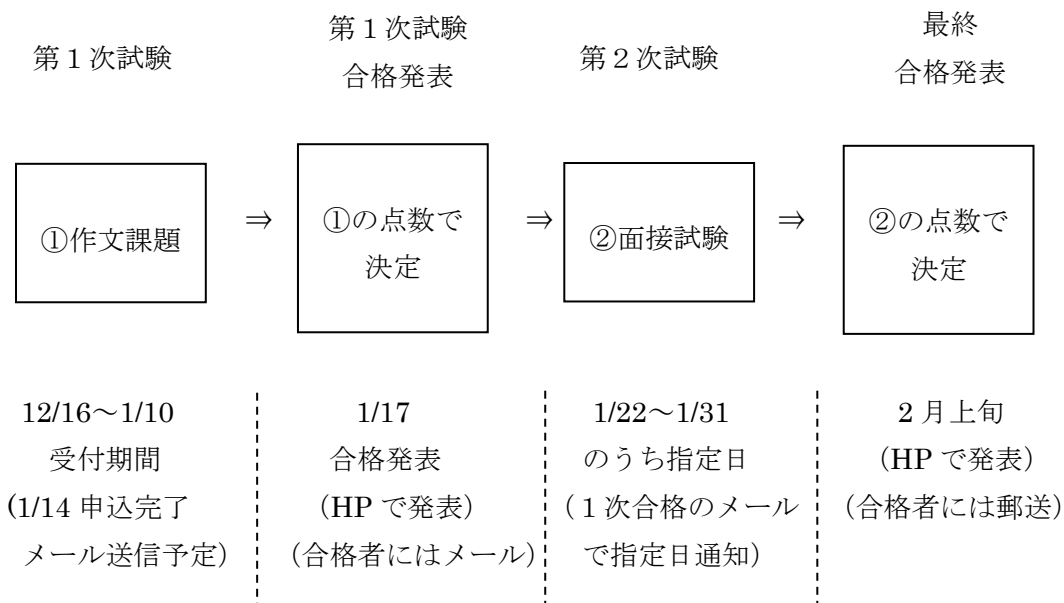 第１次試験
第１次試験
合格発表
第２次試験
最終
合格発表
①作文課題
⇒
①の点数で
決定
⇒
②面接試験
⇒
②の点数で
決定
12/16～1/10
受付期間
(1/14 申込完了
メール送信予定）
1/17
合格発表
（HP で発表）
（合格者にはメール）
1/22～1/31
のうち指定日
（１次合格のメール
で指定日通知）
2 月上旬
（HP で発表）
（合格者には郵送）